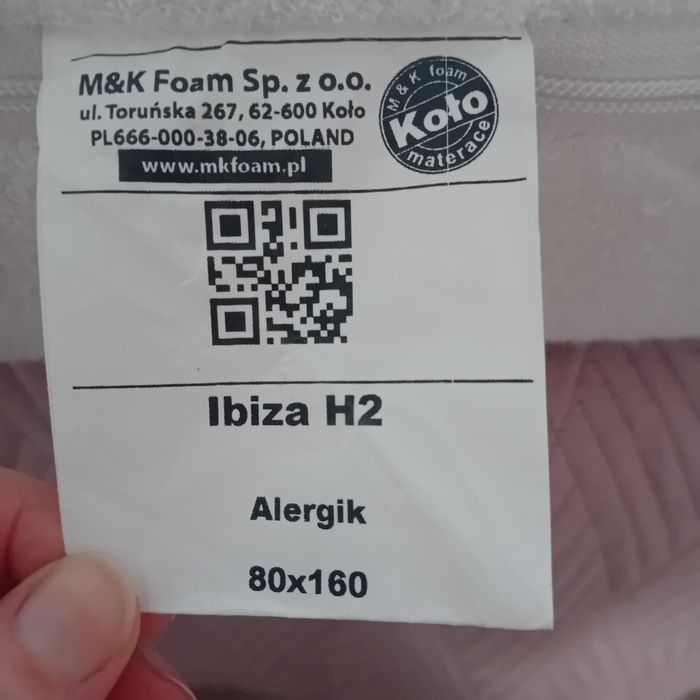 M&K Foam Sp. z o.o.
ul. Toruńska 267, 62-600 Koło
PL666-000-38-06, POLAND
www.mkfoam.pl
M & K foam
Koło
materace
Ibiza H2
Alergik
80x160